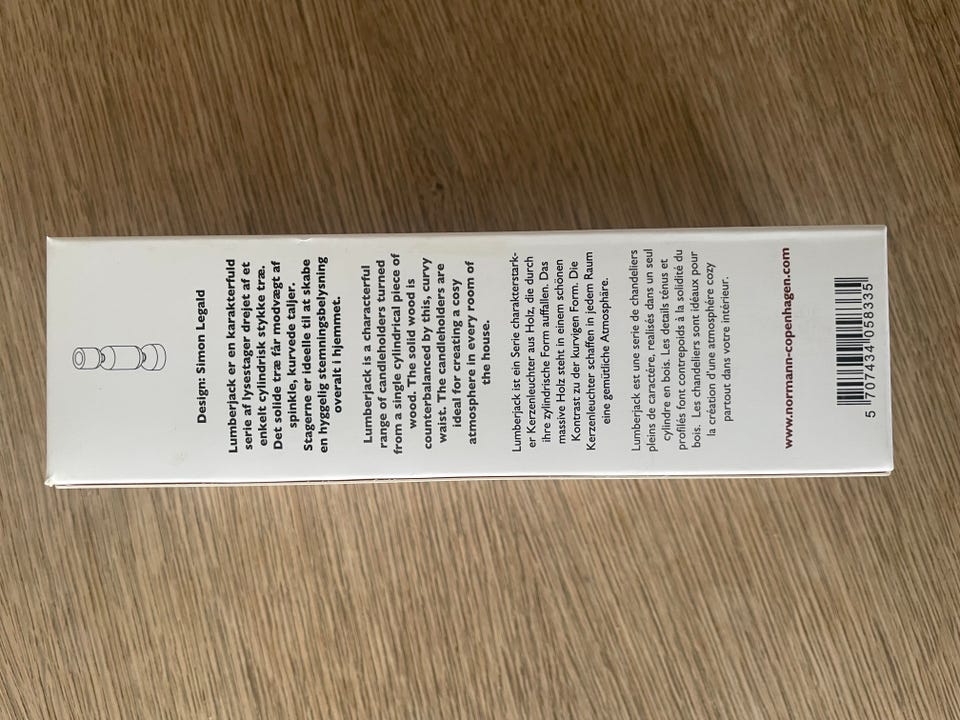 Design: Simon Legald
Lumberjack er en karakterfuld
serie af lysestager drejet af et
enkelt cylindrisk stykke træ.
Det solide træ får modvægt af
spinkle, kurvede taljer.
Stagerne er ideelle til at skabe
en hyggelig stemningsbelysning
overalt i hjemmet.
Lumberjack is a characterful
range of candleholders turned
from a single cylindrical piece of
wood. The solid wood is
counterbalanced by this, curvy
waist. The candleholders are
ideal for creating a cosy
atmosphere in every room of
the house.
Lumberjack ist ein Serie charakterstark-
er Kerzenleuchter aus Holz, die durch
ihre zylindrische Form auffallen. Das
massive Holz steht in einem schönen
Kontrast zu der kurvigen Form. Die
Kerzenleuchter schaffen in jedem Raum
eine gemütliche Atmosphäre.
Lumberjack est une serie de chandeliers
pleins de caractère, realisés dans un seul
cylindre en bois. Les details ténus et
profilés font contrepoids à la solidité du
bois. Les chandeliers sont idéaux pour
la création d'une atmosphère cozy
partout dans votre intérieur.
www.normann-copenhagen.com
5 707434 058335